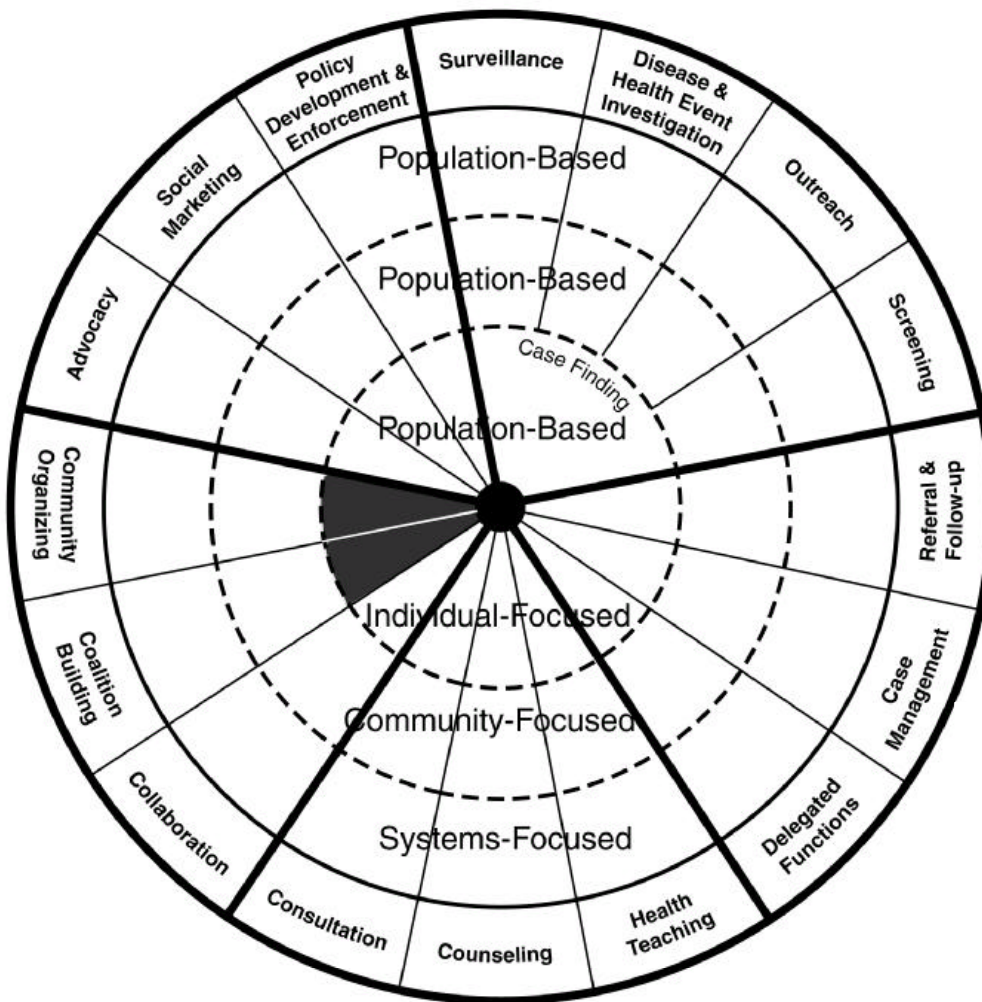 Surveillance
Disease &
Health Event
Investigation
Outreach
Screening
Referral &
Follow-up
Case
Management
Delegated
Functions
Health
Teaching
Counseling
Consultation
Collaboration
Coalition
Building
Community
Organizing
Advocacy
Social
Marketing
Policy
Development &
Enforcement
Population-Based
Population-Based
Case Finding
Population-Based
Individual-Focused
Community-Focused
Systems-Focused